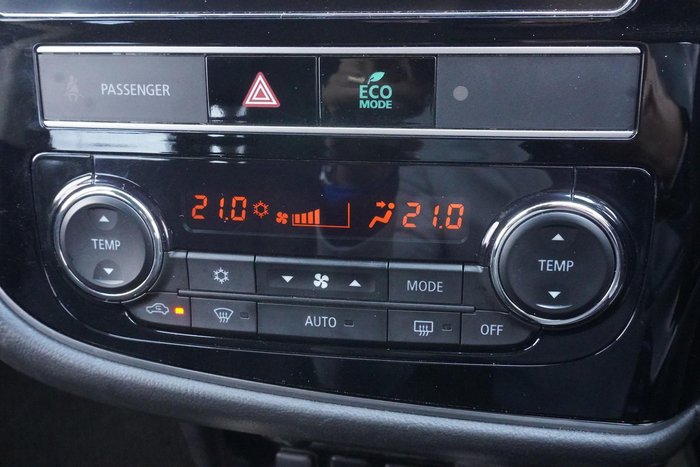 PASSENGER
ECO
MODE
21.0 21.0
TEMP
TEMP
MODE
AUTO
OFF